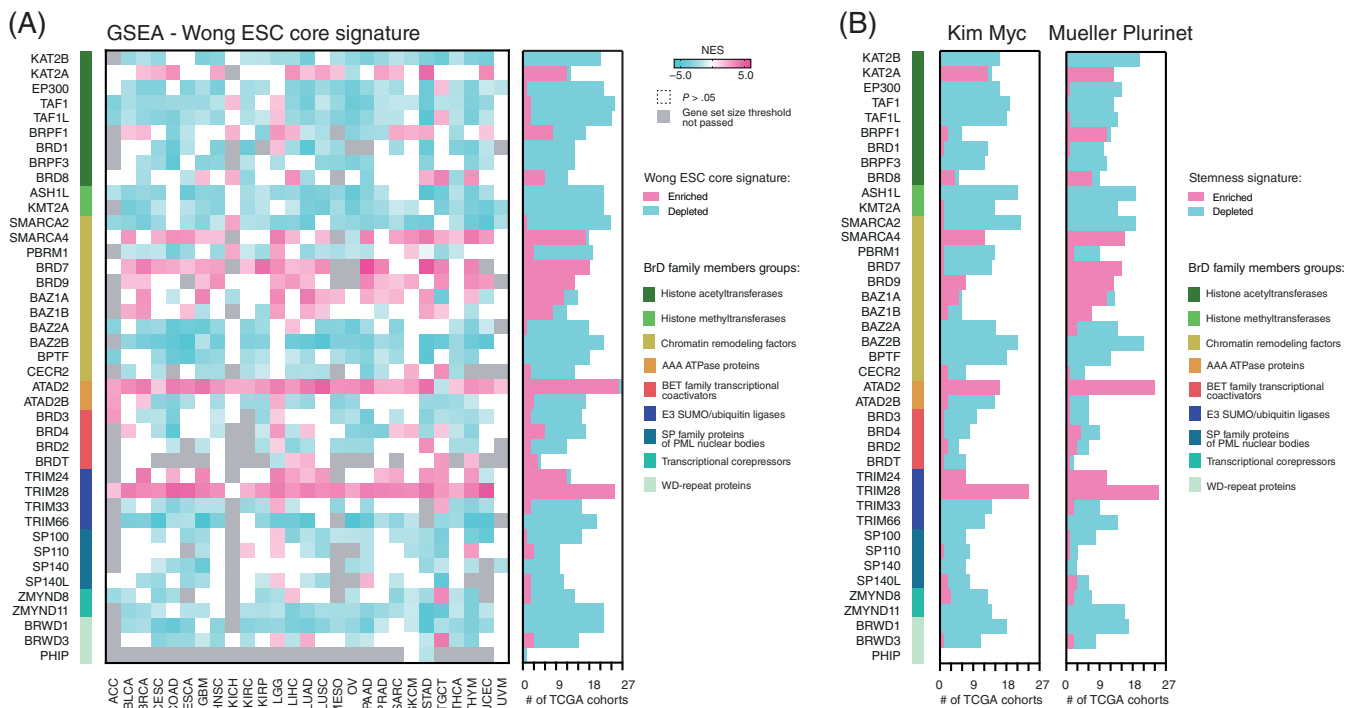 (A)
GSEA - Wong ESC core signature
KAT2B
KAT2A
EP300
TAF1
TAF1L
BRPF1
BRD1
BRPF3
BRD8
ASH1L
KMT2A
SMARCA2
SMARCA4
PBRM1
BRD7
BRD9
BAZ1A
BAZ1B
BAZ2A
BAZ2B
BPTF
CECR2
ATAD2
ATAD2B
BRD3
BRD4
BRD2
BRDT
TRIM24
TRIM28
TRIM33
TRIM66
SP100
SP110
SP140
SP140L
ZMYND8
ZMYND11
BRWD1
BRWD3
PHIP
ACC
BLCA
BRCA
CESC
COAD
ESCA
GBM
HNSC
KICH
KIRC
KIRP
LGG
LIHC
LUAD
LUSC
MESO
OV
PAAD
PRAD
SARC
SKCM
STAD
TGCT
THCA
THYM
UCEC
UVM
0 9 18 27
# of TCGA cohorts
NES
−5.0 5.0
P > .05
Gene set size threshold
not passed
Wong ESC core signature:
Enriched
Depleted
BrD family members groups:
Histone acetyltransferases
Histone methyltransferases
Chromatin remodeling factors
AAA ATPase proteins
BET family transcriptional
coactivators
E3 SUMO/ubiquitin ligases
SP family proteins
of PML nuclear bodies
Transcriptional corepressors
WD-repeat proteins
(B)
Kim Myc
Mueller Plurinet
KAT2B
KAT2A
EP300
TAF1
TAF1L
BRPF1
BRD1
BRPF3
BRD8
ASH1L
KMT2A
SMARCA2
SMARCA4
PBRM1
BRD7
BRD9
BAZ1A
BAZ1B
BAZ2A
BAZ2B
BPTF
CECR2
ATAD2
ATAD2B
BRD3
BRD4
BRD2
BRDT
TRIM24
TRIM28
TRIM33
TRIM66
SP100
SP110
SP140
SP140L
ZMYND8
ZMYND11
BRWD1
BRWD3
PHIP
0 9 18 27
# of TCGA cohorts
0 9 18 27
# of TCGA cohorts
Stemness signature:
Enriched
Depleted
BrD family members groups:
Histone acetyltransferases
Histone methyltransferases
Chromatin remodeling factors
AAA ATPase proteins
BET family transcriptional
coactivators
E3 SUMO/ubiquitin ligases
SP family proteins
of PML nuclear bodies
Transcriptional corepressors
WD-repeat proteins